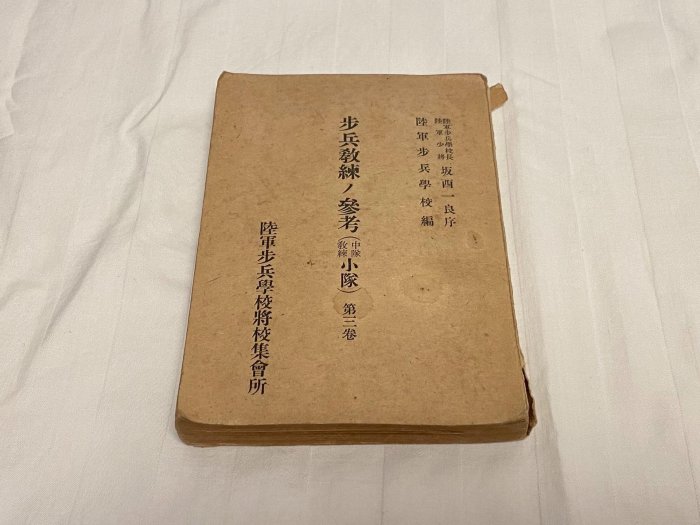 陸軍步兵學校長
陸軍少將
坂西一良序
陸軍步兵學校編
步兵敎練ノ參考(中隊敎練小隊)第三卷
陸軍步兵學校將校集會所